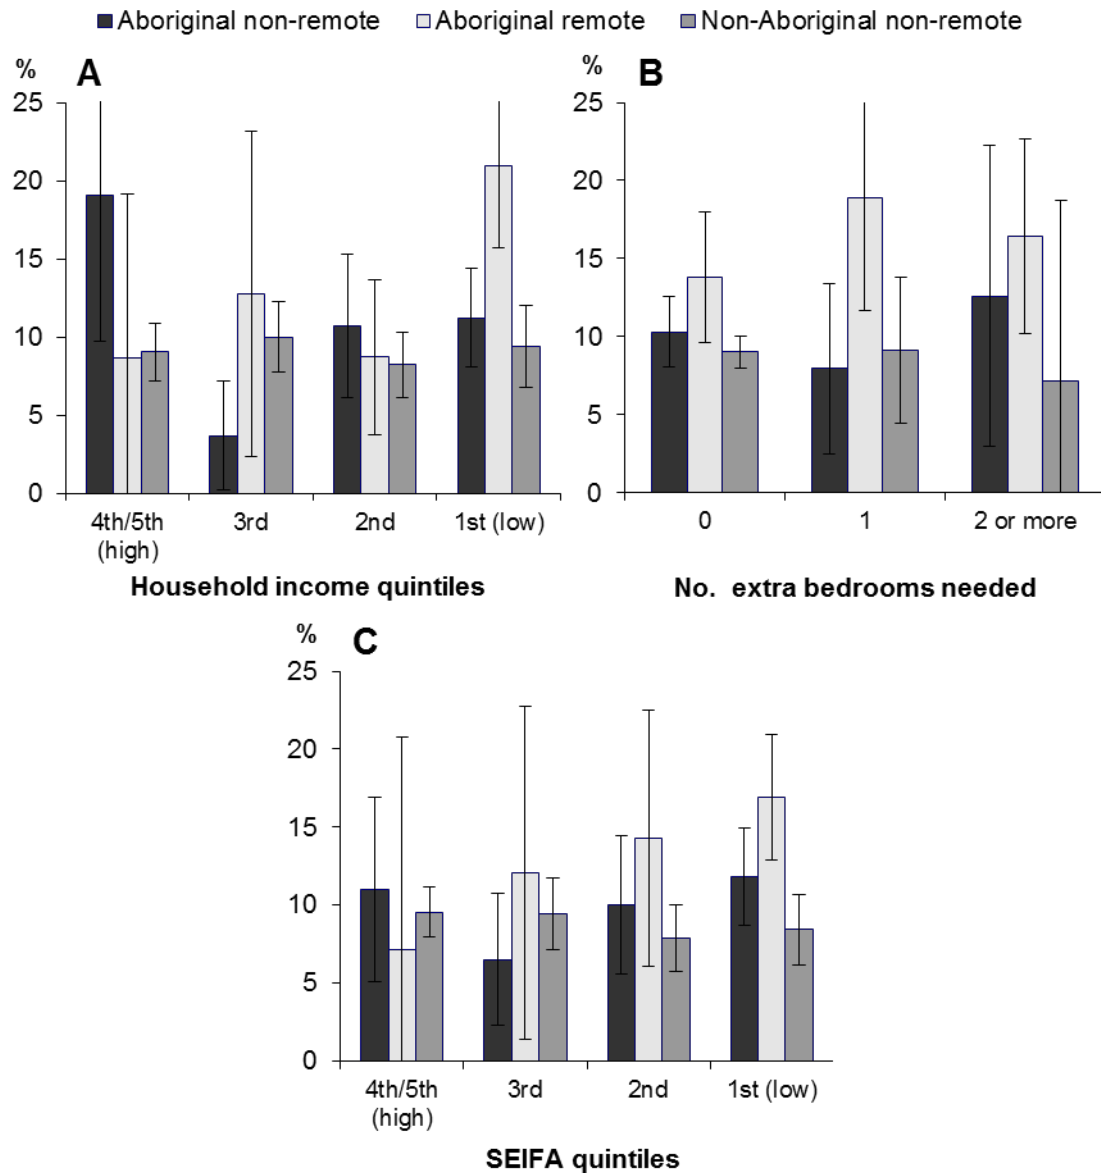 Aboriginal non-remote Aboriginal remote Non-Aboriginal non-remote
% A
25
20
15
10
5
0
4th/5th (high) 3rd 2nd 1st (low)
Household income quintiles
% B
25
20
15
10
5
0
0 1 2 or more
No. extra bedrooms needed
% C
25
20
15
10
5
0
4th/5th (high) 3rd 2nd 1st (low)
SEIFA quintiles